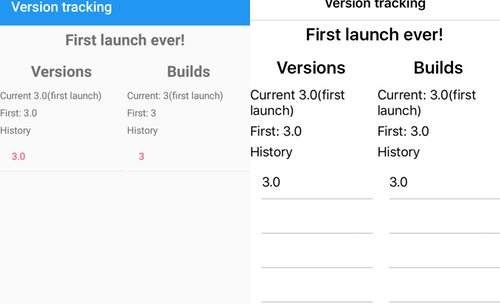 Version tracking
First launch ever!
Versions
Builds
Current 3.0(first launch)
Current: 3(first launch)
First: 3.0
First: 3
History
History
3.0
3
Version tracking
First launch ever!
Versions
Builds
Current: 3.0(first
launch)
Current: 3.0(first
launch)
First: 3.0
First: 3.0
History
History
3.0
3.0